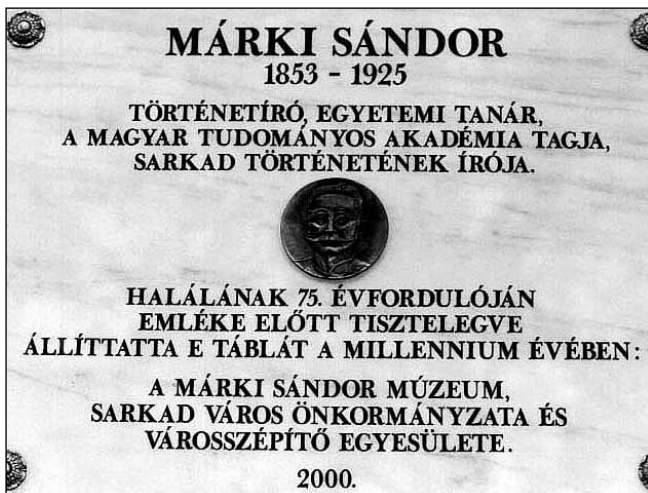 MÁRKI SÁNDOR
1853 - 1925
TÖRTÉNETÍRÓ, EGYETEMI TANÁR,
A MAGYAR TUDOMÁNYOS AKADÉMIA TAGJA,
SARKAD TÖRTÉNETÉNEK ÍRÓJA.
HALÁLÁNAK 75. ÉVFORDULÓJÁN
EMLÉKE ELŐTT TISZTELEGVE
ÁLLÍTTATTA E TÁBLÁT A MILLENNIUM ÉVÉBEN:
A MÁRKI SÁNDOR MÚZEUM,
SARKAD VÁROS ÖNKORMÁNYZATA ÉS
VÁROSSZÉPÍTŐ EGYESÜLETE.
2000.